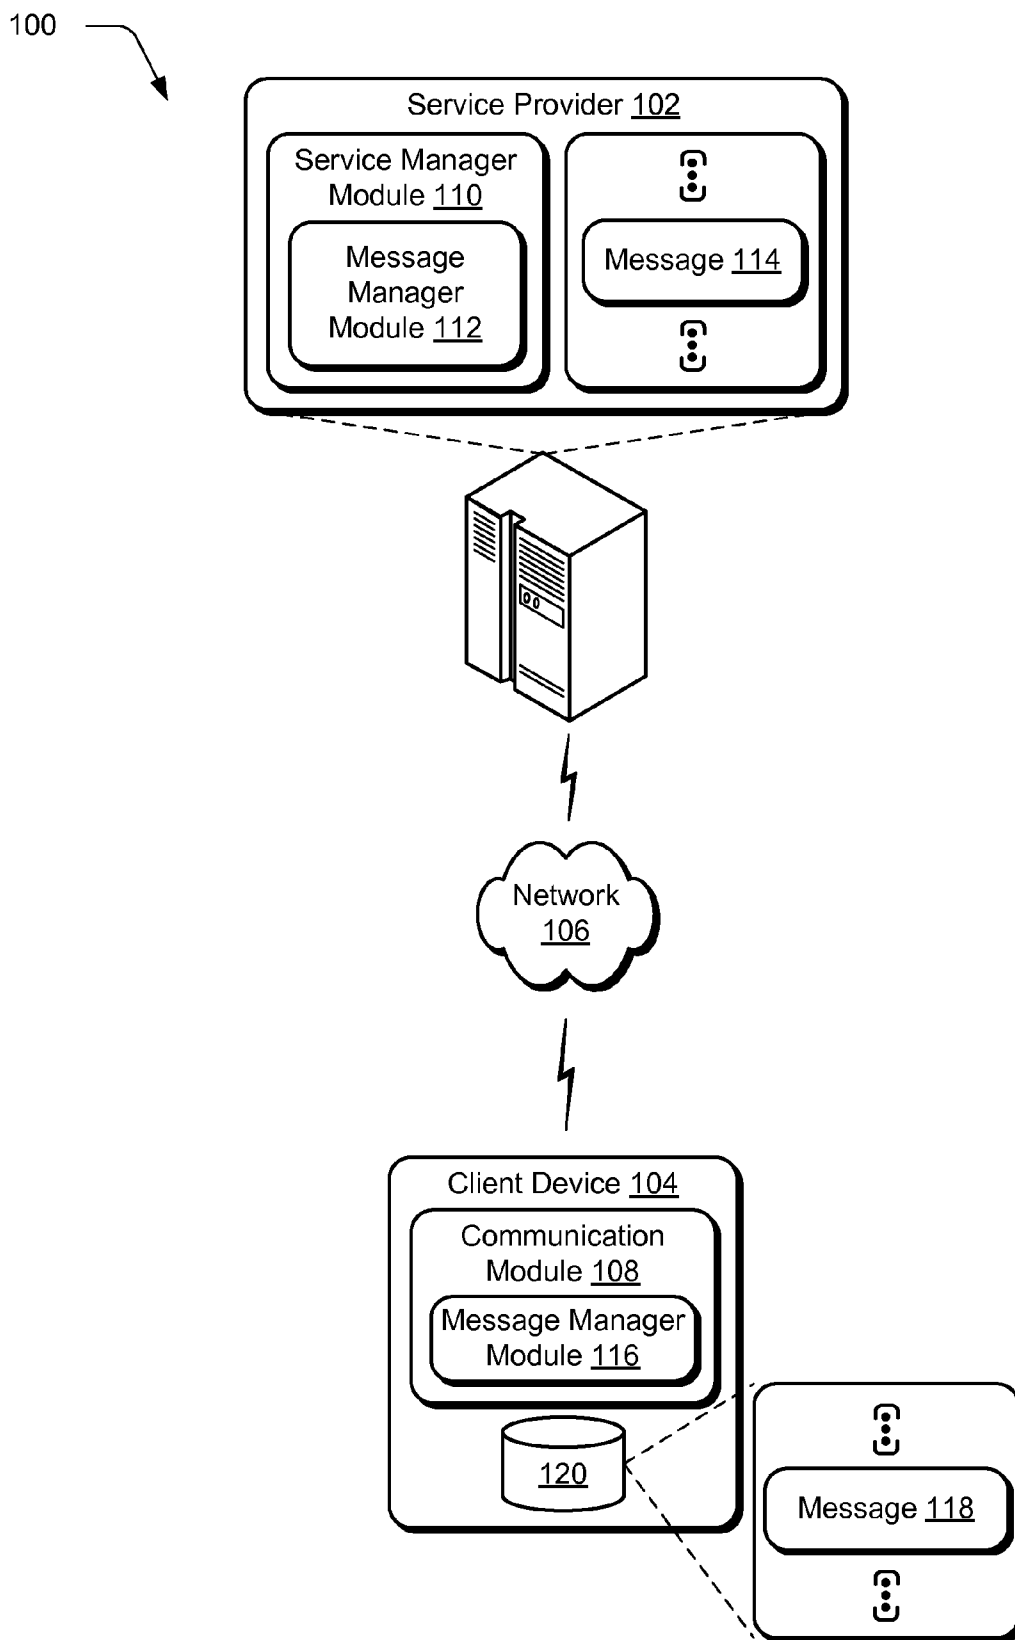 100
Service Provider 102
Service Manager
Module 110
Message
Manager
Module 112
Message 114
Network
106
Client Device 104
Communication
Module 108
Message Manager
Module 116
120
Message 118